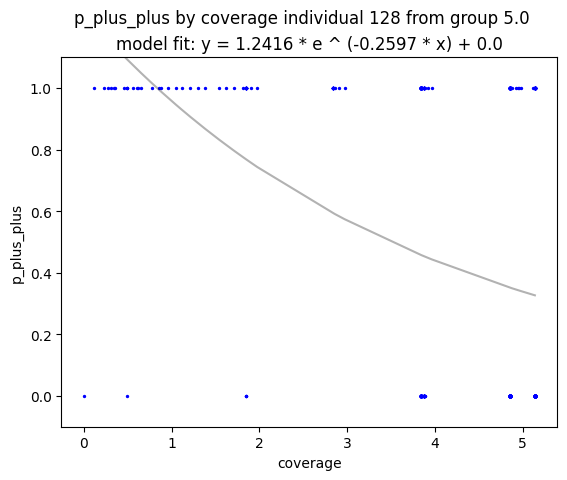 p_plus_plus by coverage individual 128 from group 5.0
model fit: y = 1.2416 * e ^ (-0.2597 * x) + 0.0
1.0
0.8
0.6
0.4
0.2
0.0
p_plus_plus
0 1 2 3 4 5
coverage